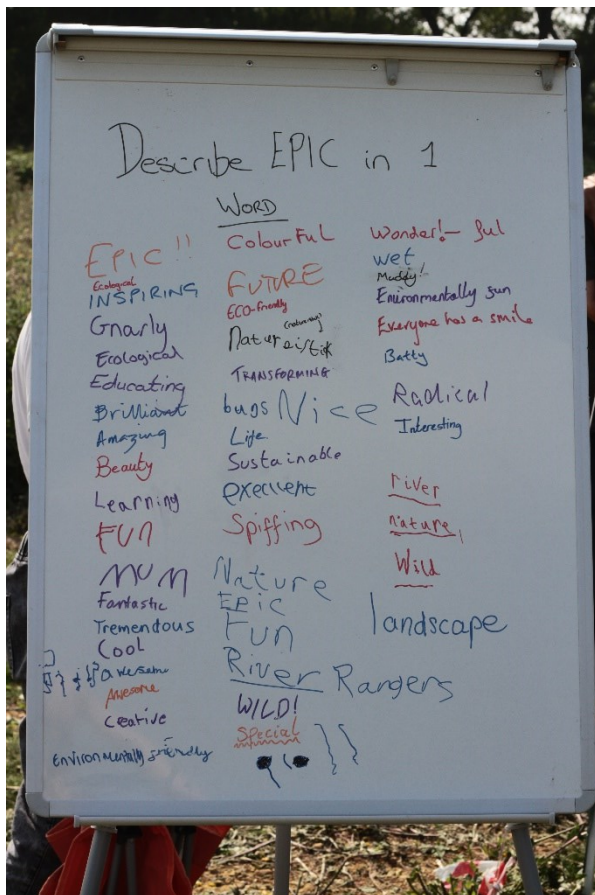 Describe EPIC in 1
WORD
EPIC!!
Ecological
INSPIRING
Gnarly
Ecological
Educating
Brilliant
Amazing
Beauty
Learning
FUN
MUM
Fantastic
Tremendous
Cool
awesome
Awesome
Creative
Environmentally friendly
ColourFul
FUTURE
ECO-friendly
TRANSFORMING
bugs Nice
Life
Sustainable
execllent
Spiffing
Nature
Epic
Fun
River Rangers
WILD!
Special
Wonder!-ful
wet
Muddy!
Environmentally fun
Everyone has a smile
Batty
Radical
Interesting
river
nature
Wild
landscape